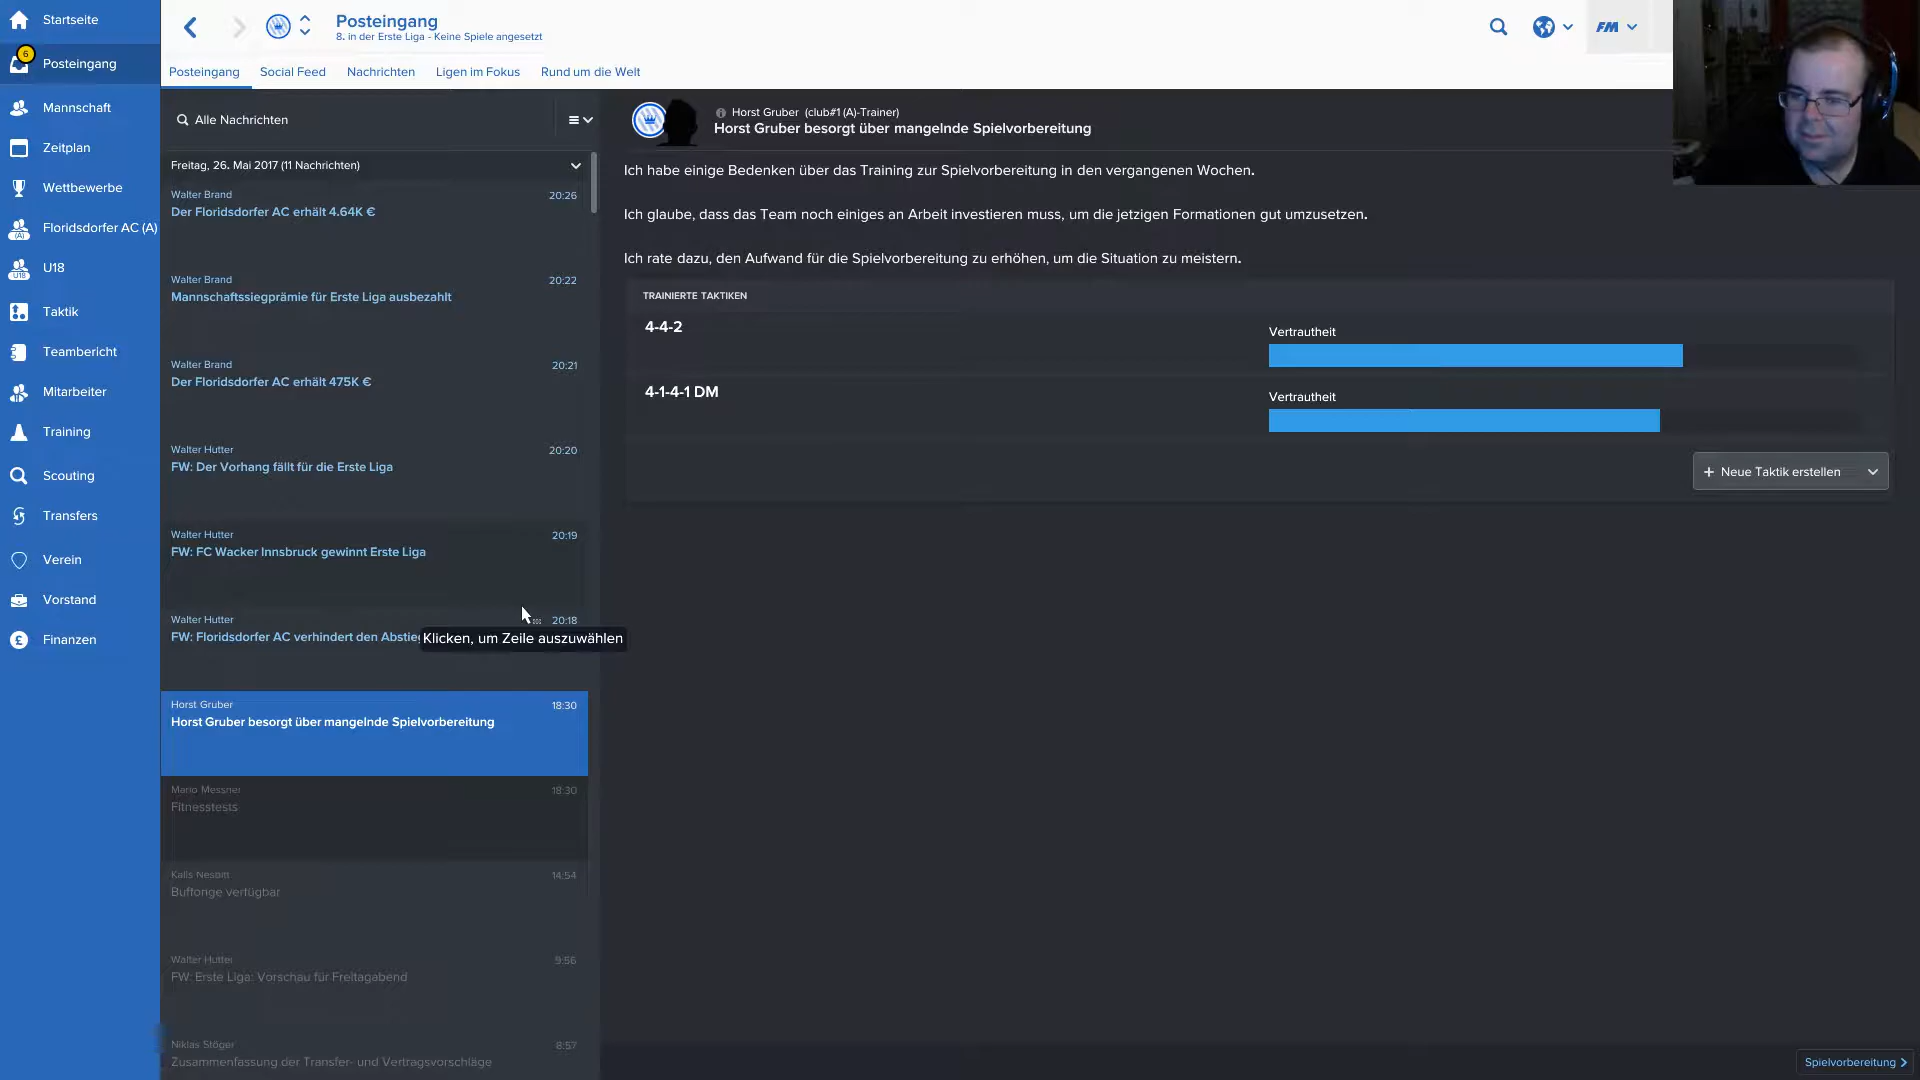 Startseite
6
Posteingang
Mannschaft
Zeitplan
Wettbewerbe
Floridsdorfer AC (A)
U18
Taktik
Teambericht
Mitarbeiter
Training
Scouting
Transfers
Verein
Vorstand
Finanzen
Posteingang
8. in der Erste Liga - Keine Spiele angesetzt
FM
Posteingang
Social Feed
Nachrichten
Ligen im Fokus
Rund um die Welt
Alle Nachrichten
Freitag, 26. Mai 2017 (11 Nachrichten)
Walter Brand 20:26
Der Floridsdorfer AC erhält 4.64K €
Walter Brand 20:22
Mannschaftssiegprämie für Erste Liga ausbezahlt
Walter Brand 20:21
Der Floridsdorfer AC erhält 475K €
Walter Hutter 20:20
FW: Der Vorhang fällt für die Erste Liga
Walter Hutter 20:19
FW: FC Wacker Innsbruck gewinnt Erste Liga
Walter Hutter 20:18
FW: Floridsdorfer AC verhindert den Abstieg
Klicken, um Zeile auszuwählen
Horst Gruber 18:30
Horst Gruber besorgt über mangelnde Spielvorbereitung
Mario Messner 18:30
Fitnesstests
Kalls Nesbitt 14:54
Buffonge verfügbar
Walter Hutter 9:56
FW: Erste Liga: Vorschau für Freitagabend
Niklas Stöger 8:57
Zusammenfassung der Transfer- und Vertragsvorschläge
Horst Gruber (club#1 (A)-Trainer)
Horst Gruber besorgt über mangelnde Spielvorbereitung
Ich habe einige Bedenken über das Training zur Spielvorbereitung in den vergangenen Wochen.
Ich glaube, dass das Team noch einiges an Arbeit investieren muss, um die jetzigen Formationen gut umzusetzen.
Ich rate dazu, den Aufwand für die Spielvorbereitung zu erhöhen, um die Situation zu meistern.
TRAINIERTE TAKTIKEN
4-4-2
Vertrautheit
4-1-4-1 DM
Vertrautheit
+ Neue Taktik erstellen
Spielvorbereitung